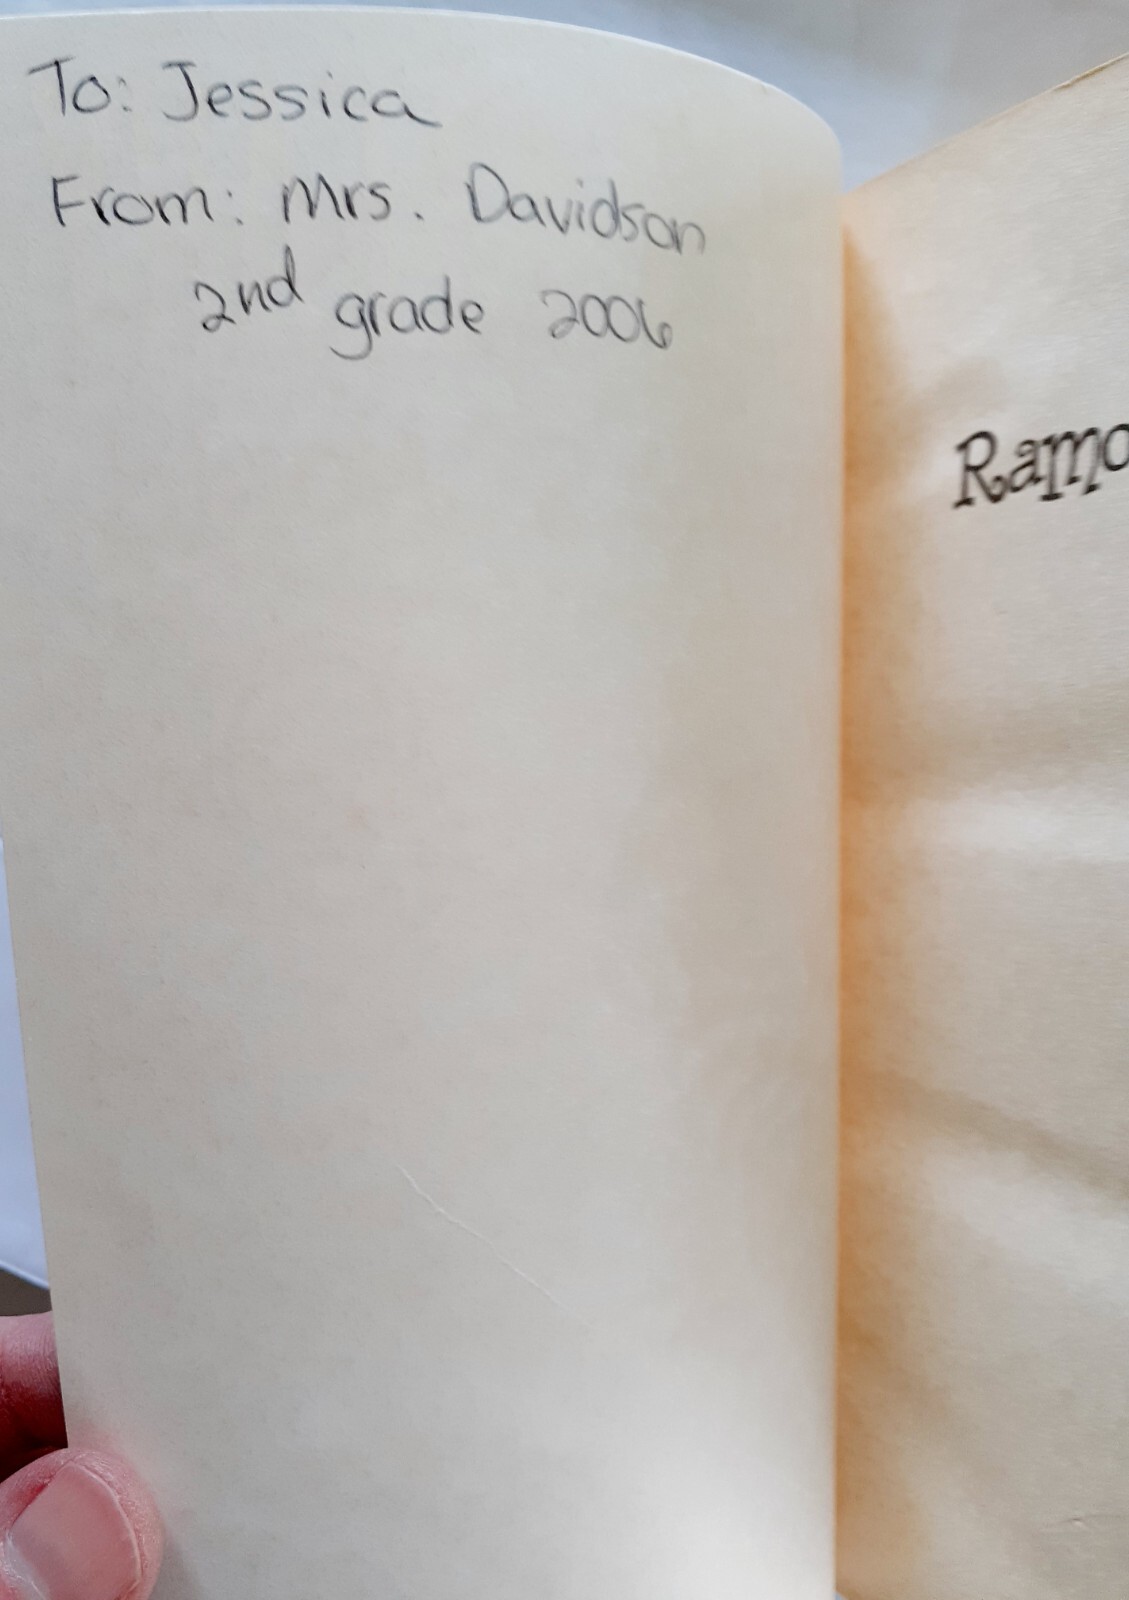 To: Jessica
From: Mrs. Davidson
2nd grade 2006
Ramo